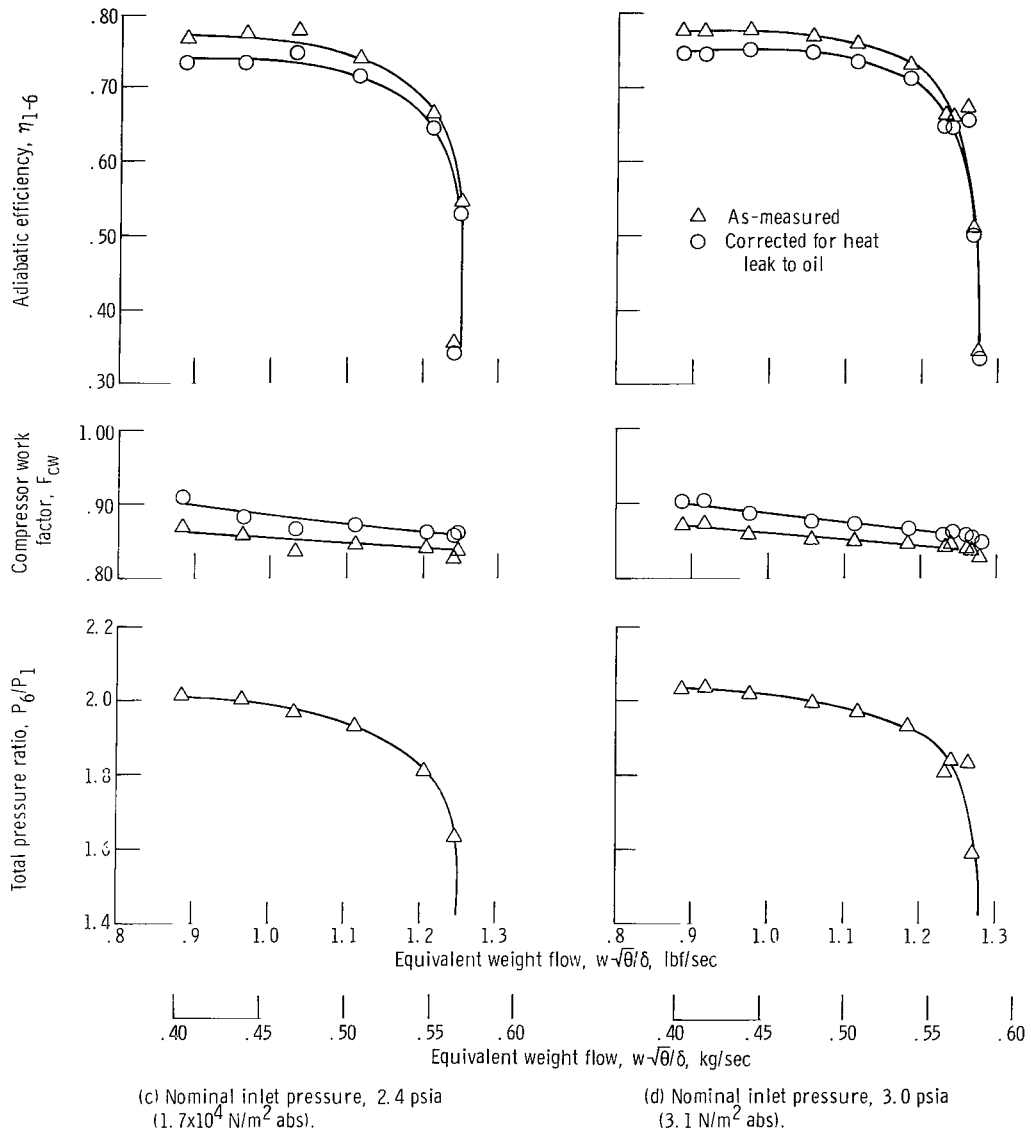 Adiabatic efficiency, η1-6
.80
.70
.60
.50
.40
.30
△ As-measured
○ Corrected for heat
leak to oil
Compressor work
factor, FCW
1.00
.90
.80
Total pressure ratio, P6/P1
2.2
2.0
1.8
1.6
1.4
.8 .9 1.0 1.1 1.2 1.3
.8 .9 1.0 1.1 1.2 1.3
Equivalent weight flow, w√θ/δ, lbf/sec
.40 .45 .50 .55 .60
.40 .45 .50 .55 .60
Equivalent weight flow, w√θ/δ, kg/sec
(c) Nominal inlet pressure, 2.4 psia
(1.7x10⁴ N/m² abs).
(d) Nominal inlet pressure, 3.0 psia
(3.1 N/m² abs).